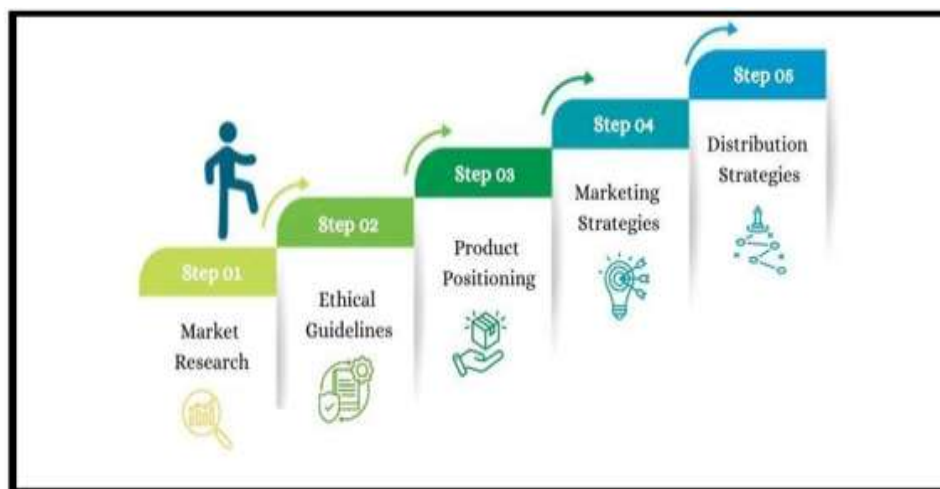 Step 01
Market
Research
Step 02
Ethical
Guidelines
Step 03
Product
Positioning
Step 04
Marketing
Strategies
Step 05
Distribution
Strategies